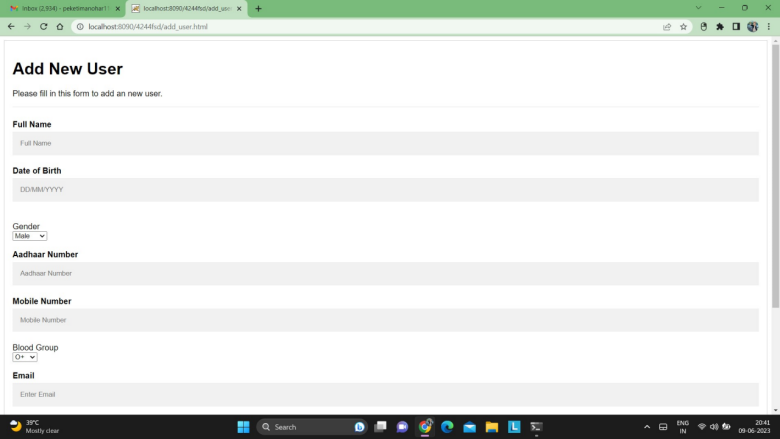 Inbox (2,934) - peketimanohar1
localhost:8090/4244fsd/add_user
localhost:8090/4244fsd/add_user.html
Add New User
Please fill in this form to add an new user.
Full Name
Full Name
Date of Birth
DD/MM/YYYY
Gender
Male
Aadhaar Number
Aadhaar Number
Mobile Number
Mobile Number
Blood Group
O+
Email
Enter Email
39°C
Mostly clear
Search
ENG
IN
20:41
09-06-2023